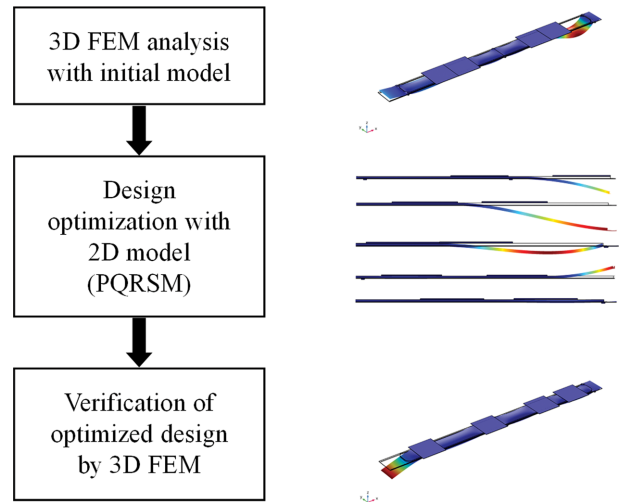 3D FEM analysis
with initial model
Design
optimization with
2D model
(PQRSM)
Verification of
optimized design
by 3D FEM